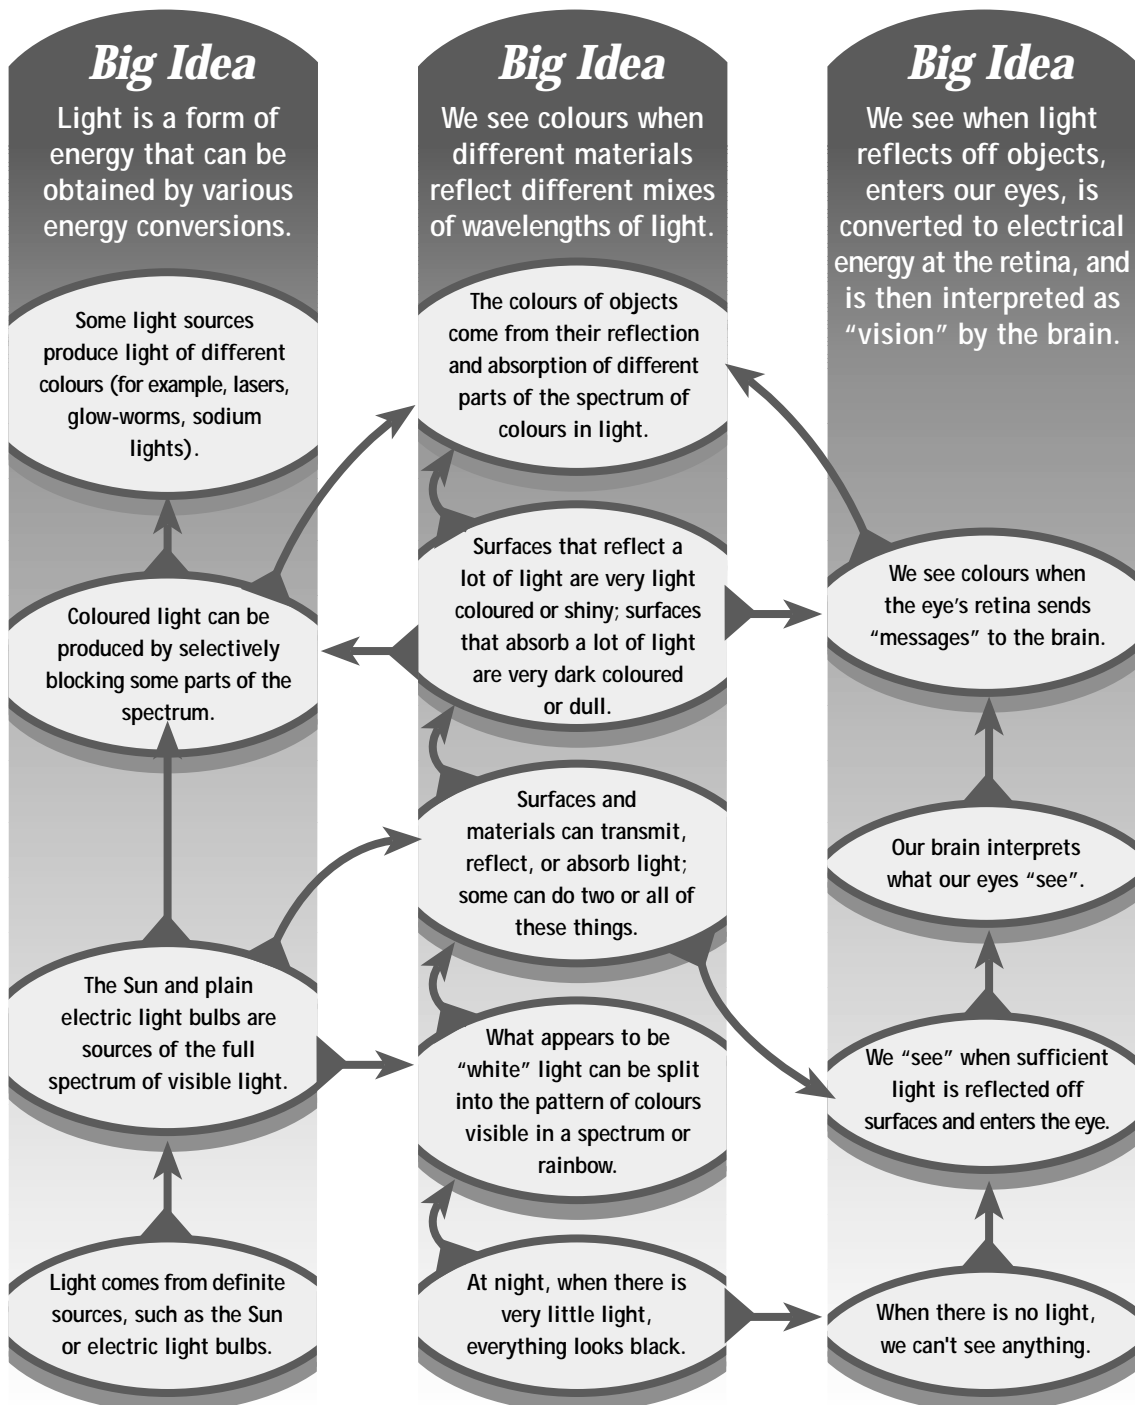 Big Idea
Light is a form of
energy that can be
obtained by various
energy conversions.
Some light sources
produce light of different
colours (for example, lasers,
glow-worms, sodium
lights).
Coloured light can be
produced by selectively
blocking some parts of the
spectrum.
The Sun and plain
electric light bulbs are
sources of the full
spectrum of visible light.
Light comes from definite
sources, such as the Sun
or electric light bulbs.
Big Idea
We see colours when
different materials
reflect different mixes
of wavelengths of light.
The colours of objects
come from their reflection
and absorption of different
parts of the spectrum of
colours in light.
Surfaces that reflect a
lot of light are very light
coloured or shiny; surfaces
that absorb a lot of light
are very dark coloured
or dull.
Surfaces and
materials can transmit,
reflect, or absorb light;
some can do two or all of
these things.
What appears to be
“white” light can be split
into the pattern of colours
visible in a spectrum or
rainbow.
At night, when there is
very little light,
everything looks black.
Big Idea
We see when light
reflects off objects,
enters our eyes, is
converted to electrical
energy at the retina, and
is then interpreted as
“vision” by the brain.
We see colours when
the eye’s retina sends
“messages” to the brain.
Our brain interprets
what our eyes “see”.
We “see” when sufficient
light is reflected off
surfaces and enters the eye.
When there is no light,
we can't see anything.